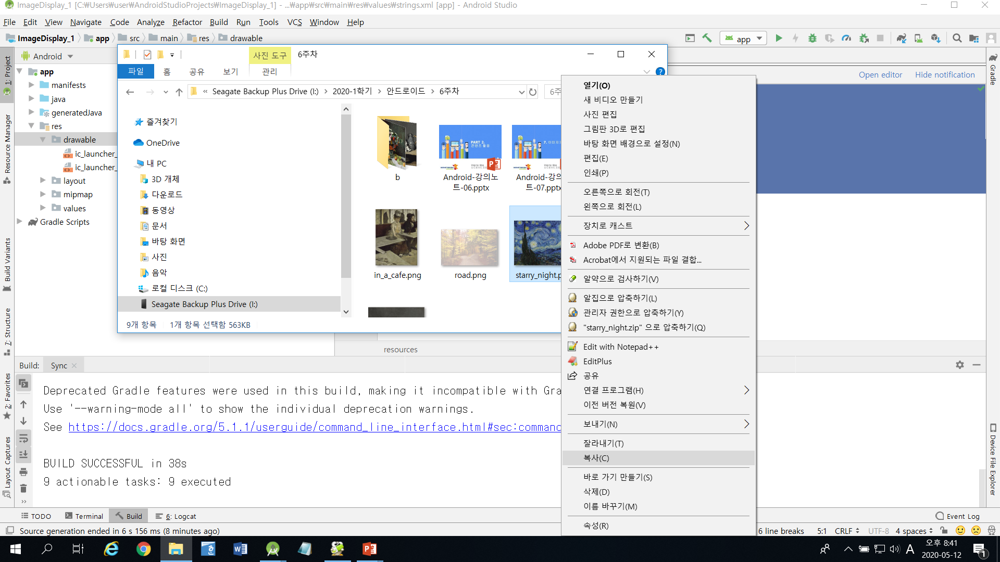 ImageDisplay_1 [C:₩Users₩user₩AndroidStudioProjects₩ImageDisplay_1] - ...₩app₩src₩main₩res₩values₩strings.xml [app] - Android Studio
File Edit View Navigate Code Analyze Refactor Build Run Tools VCS Window Help
ImageDisplay_1 app src main res drawable
app
Android
1: Project
Resource Manager
Build Variants
7: Structure
2: Favorites
Layout Captures
app
manifests
java
generatedJava
res
drawable
ic_launcher_
ic_launcher_
layout
mipmap
values
Gradle Scripts
사진 도구 6주차
파일 홈 공유 보기 관리
« Seagate Backup Plus Drive (I:) 2020-1학기 안드로이드 6주차
6주
즐겨찾기
OneDrive
내 PC
3D 개체
다운로드
동영상
문서
바탕 화면
사진
음악
로컬 디스크 (C:)
Seagate Backup Plus Drive (I:)
9개 항목 1개 항목 선택함 563KB
PART 2.
콘텐츠 활용
7. 이미지
b
Android-강의노
트-06.pptx
Android-강
트-07.pptx
in_a_cafe.png
road.png
starry_night.p
열기(O)
새 비디오 만들기
사진 편집
그림판 3D로 편집
바탕 화면 배경으로 설정(N)
편집(E)
인쇄(P)
오른쪽으로 회전(T)
왼쪽으로 회전(L)
장치로 캐스트
Adobe PDF로 변환(B)
Acrobat에서 지원되는 파일 결합...
알약으로 검사하기(V)
알집으로 압축하기(L)
관리자 권한으로 압축하기(Y)
"starry_night.zip" 으로 압축하기(Q)
Edit with Notepad++
EditPlus
공유
연결 프로그램(H)
이전 버전 복원(V)
보내기(N)
잘라내기(T)
복사(C)
바로 가기 만들기(S)
삭제(D)
이름 바꾸기(M)
속성(R)
Open editor Hide notification
Gradle
Device File Explorer
resources
Build: Sync
Deprecated Gradle features were used in this build, making it incompatible with Gra
Use '--warning-mode all' to show the individual deprecation warnings.
See https://docs.gradle.org/5.1.1/userguide/command_line_interface.html#sec:command
BUILD SUCCESSFUL in 38s
9 actionable tasks: 9 executed
TODO Terminal Build 6: Logcat Event Log
Source generation ended in 6 s 156 ms (8 minutes ago)
6 line breaks 5:1 CRLF UTF-8 4 spaces
A
오후 8:41
2020-05-12
1